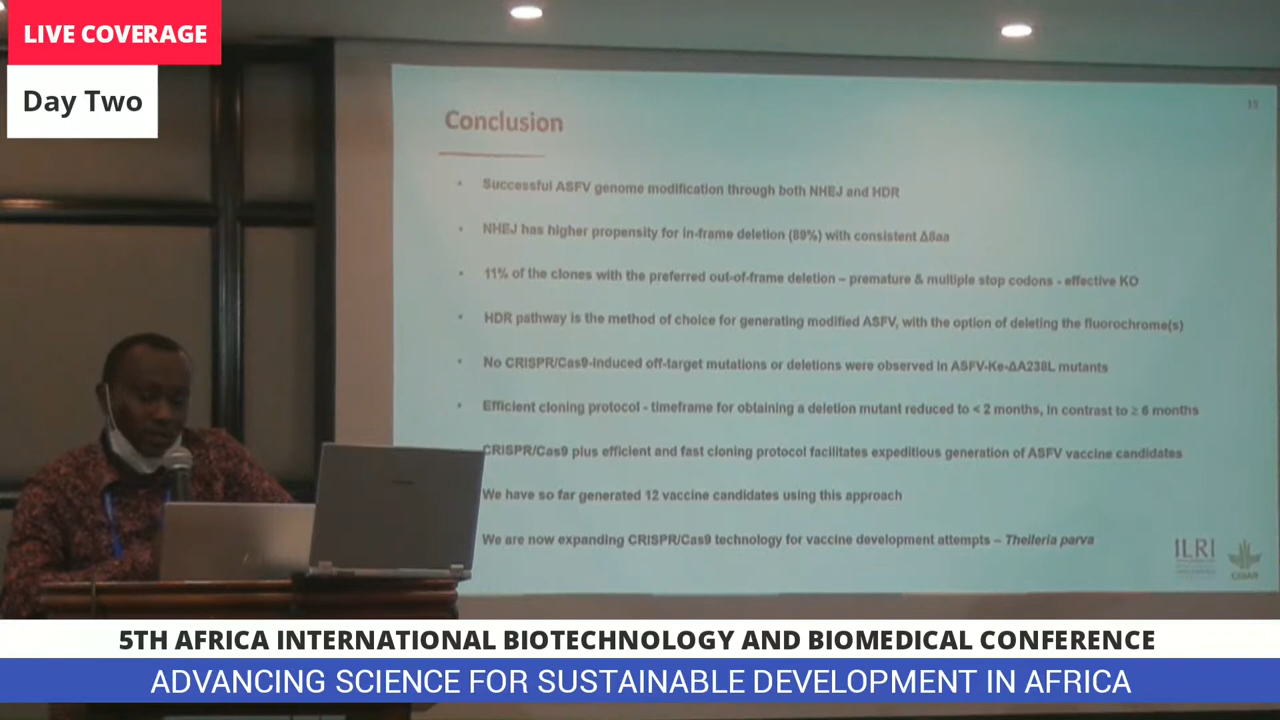 LIVE COVERAGE
Day Two
Conclusion
• Successful ASFV genome modification through both NHEJ and HDR
• NHEJ has higher propensity for in-frame deletion (89%) with consistent Δ6aa
• 11% of the clones with the preferred out-of-frame deletion – premature & multiple stop codons - effective KO
• HDR pathway is the method of choice for generating modified ASFV, with the option of deleting the fluorochrome(s)
• No CRISPR/Cas9-induced off-target mutations or deletions were observed in ASFV-Ke-ΔA238L mutants
• Efficient cloning protocol - timeframe for obtaining a deletion mutant reduced to < 2 months, in contrast to ≥ 6 months
CRISPR/Cas9 plus efficient and fast cloning protocol facilitates expeditious generation of ASFV vaccine candidates
We have so far generated 12 vaccine candidates using this approach
We are now expanding CRISPR/Cas9 technology for vaccine development attempts – Theileria parva
ILRI
CGIAR
5TH AFRICA INTERNATIONAL BIOTECHNOLOGY AND BIOMEDICAL CONFERENCE
ADVANCING SCIENCE FOR SUSTAINABLE DEVELOPMENT IN AFRICA